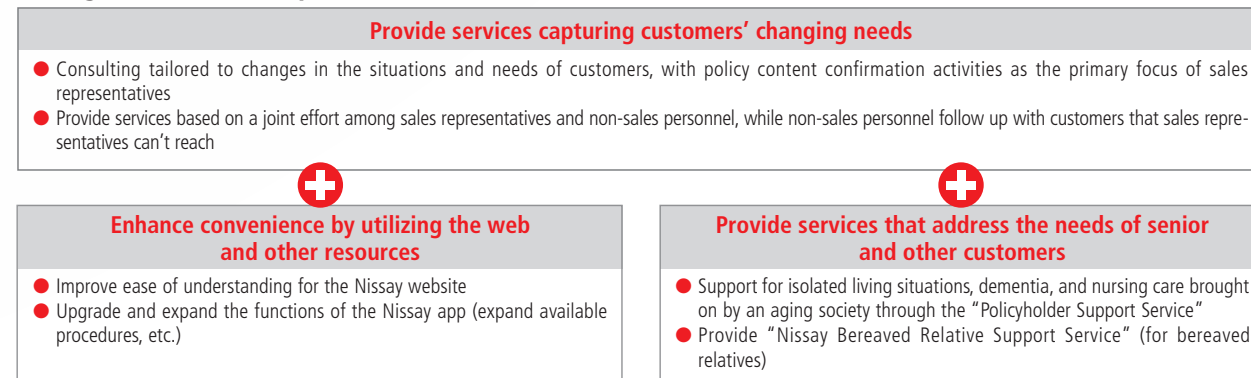 Provide services capturing customers’ changing needs
● Consulting tailored to changes in the situations and needs of customers, with policy content confirmation activities as the primary focus of sales
representatives
● Provide services based on a joint effort among sales representatives and non-sales personnel, while non-sales personnel follow up with customers that sales repre-
sentatives can’t reach
Enhance convenience by utilizing the web
and other resources
● Improve ease of understanding for the Nissay website
● Upgrade and expand the functions of the Nissay app (expand available
procedures, etc.)
Provide services that address the needs of senior
and other customers
● Support for isolated living situations, dementia, and nursing care brought
on by an aging society through the “Policyholder Support Service”
● Provide “Nissay Bereaved Relative Support Service” (for bereaved
relatives)